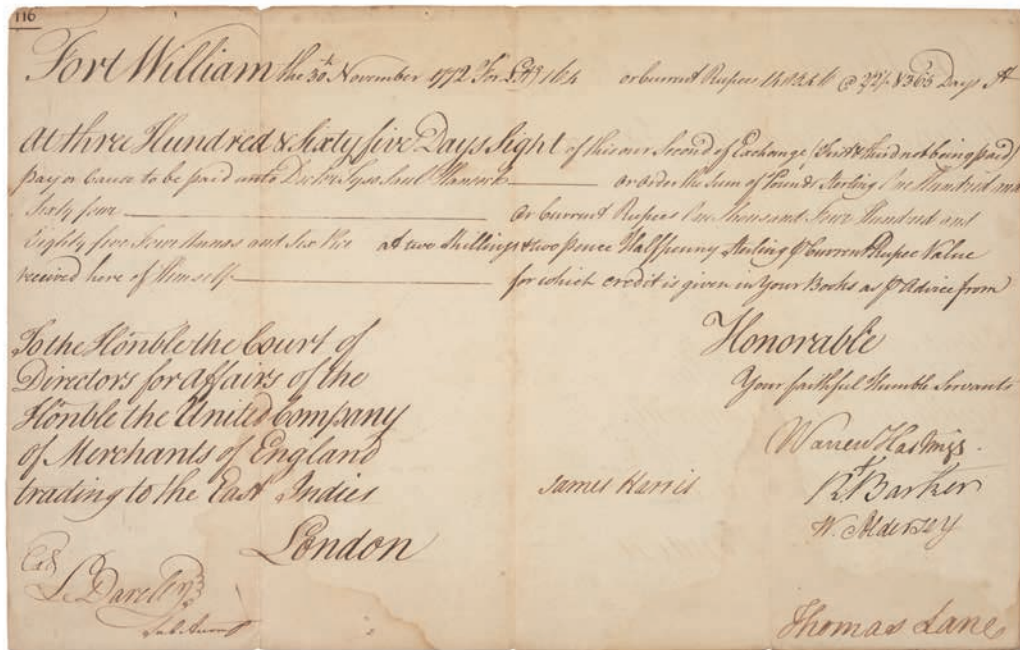 116
Fort William the 30th November 1772 For £ 164 or Current Rupees @ 2/2½ & 365 Days St
At three Hundred & Sixty five Days Sight of this our Second of Exchange (First & third not being paid)
pay or Cause to be paid unto Doctor Tyso Saul Hancock or order the Sum of Pounds Sterling One Hundred and
Sixty four or Current Rupees One Thousand Four Hundred and
Eighty five Four Annas and Six Pice at two Shillings & two pence Halfpenny Sterling ⅌ Current Rupee Value
received here of Himself for which credit is given in Your Books as ⅌ Advice from
To the Hon'ble the Court of
Directors for Affairs of the
Hon'ble the United Company
of Merchants of England
trading to the East Indies
London
Honorable
Your faithful Humble Servants
Warren Hastings.
James Harris
Rt Barker
W. Aldersey
Thomas Lane